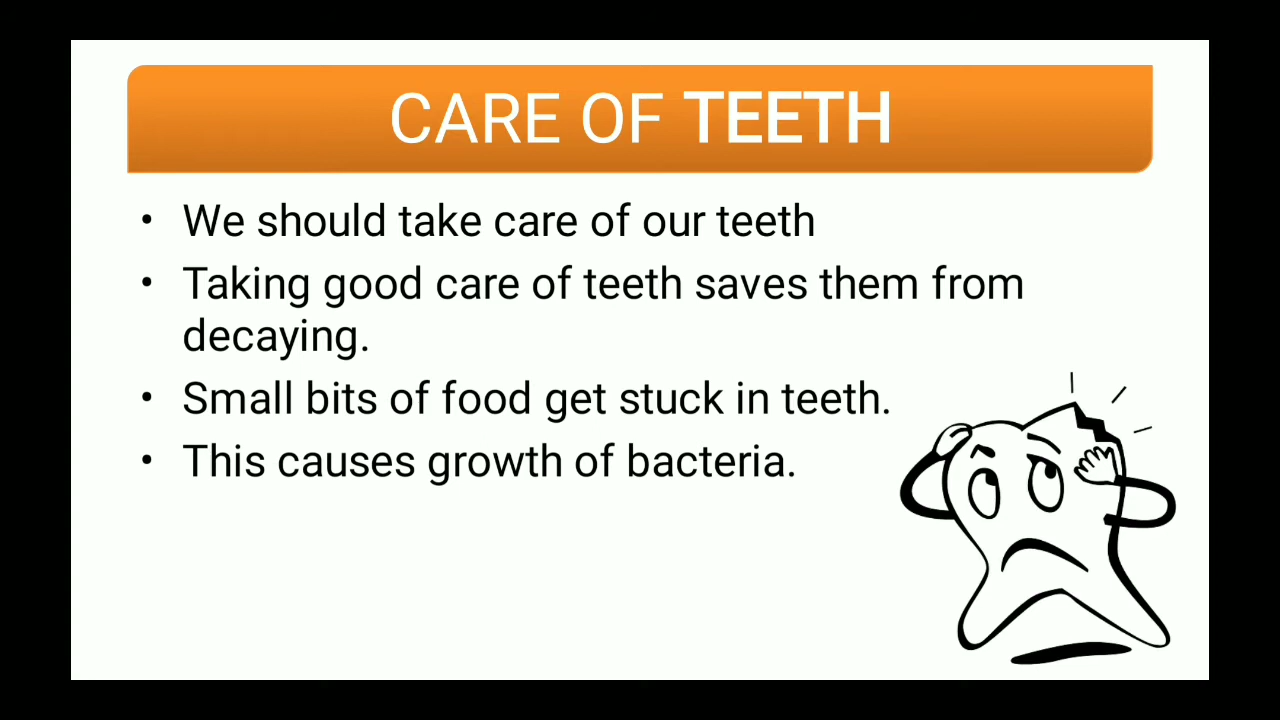 CARE OF TEETH
• We should take care of our teeth
• Taking good care of teeth saves them from
decaying.
• Small bits of food get stuck in teeth.
• This causes growth of bacteria.